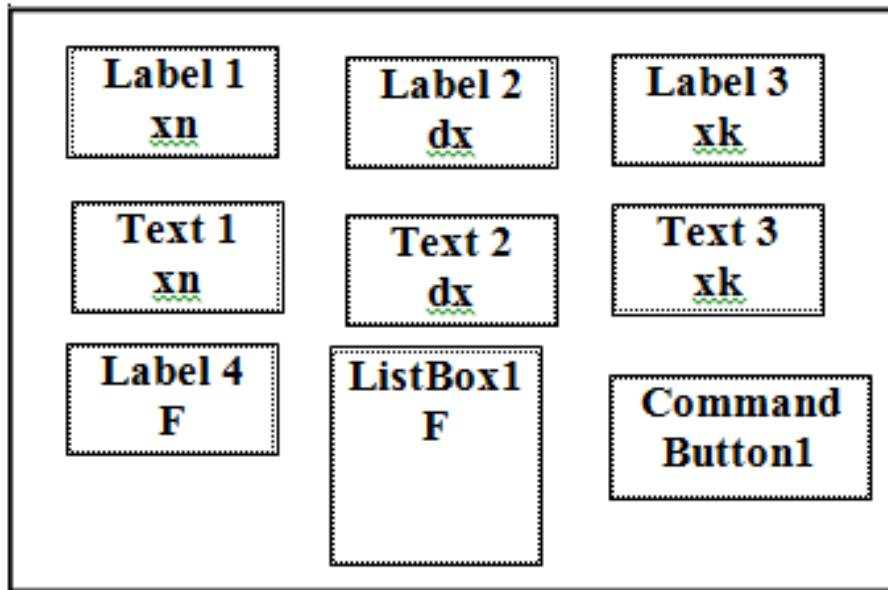 Label 1
xn
Label 2
dx
Label 3
xk
Text 1
xn
Text 2
dx
Text 3
xk
Label 4
F
ListBox1
F
Command
Button1